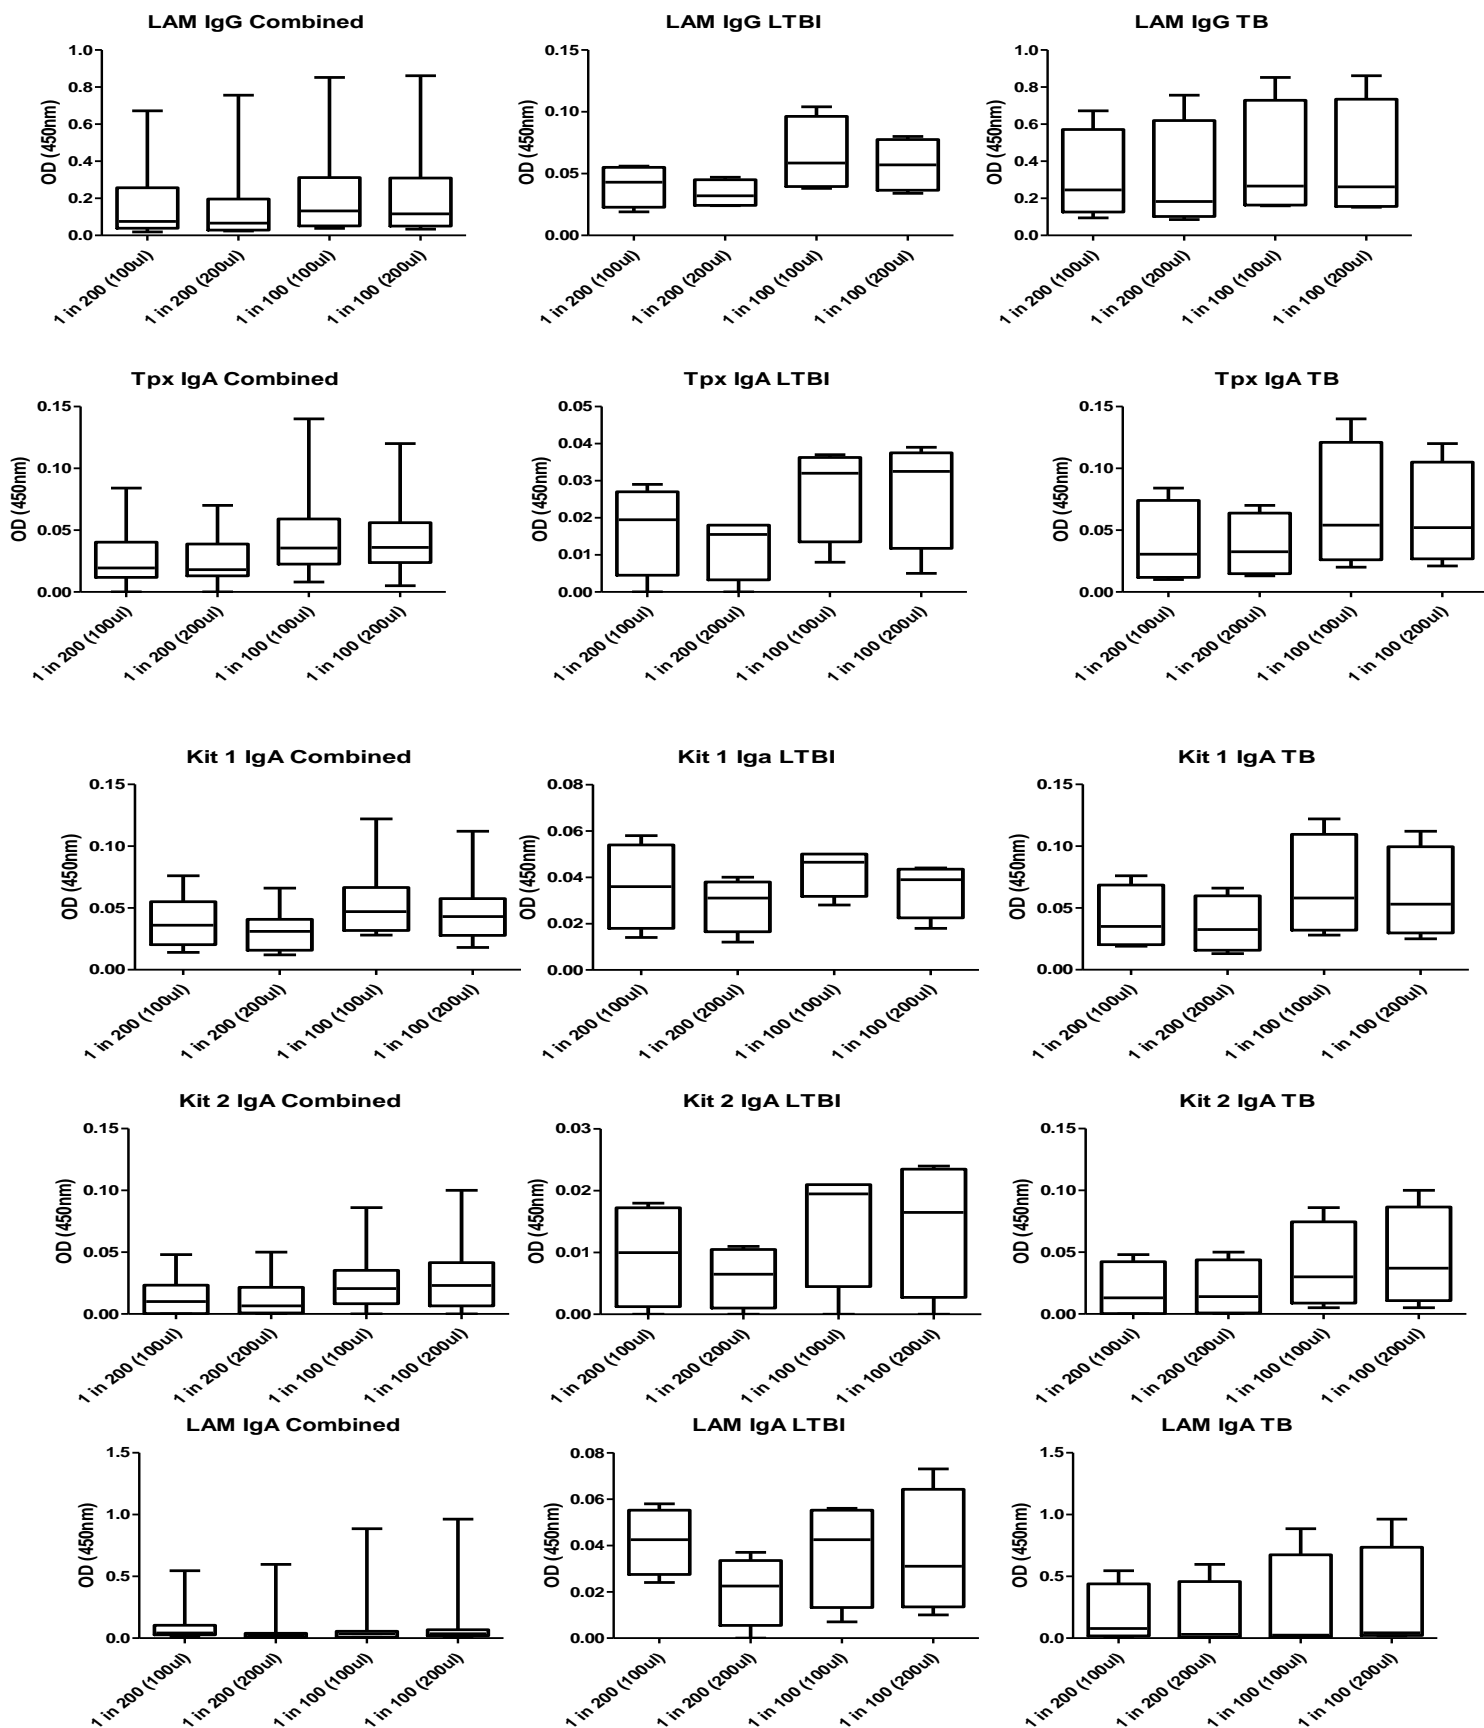 LAM IgG Combined
OD (450nm)
1.0
0.8
0.6
0.4
0.2
0.0
1 in 200 (100ul)
1 in 200 (200ul)
1 in 100 (100ul)
1 in 100 (200ul)
LAM IgG LTBI
OD (450nm)
0.15
0.10
0.05
0.00
1 in 200 (100ul)
1 in 200 (200ul)
1 in 100 (100ul)
1 in 100 (200ul)
LAM IgG TB
OD (450nm)
1.0
0.8
0.6
0.4
0.2
0.0
1 in 200 (100ul)
1 in 200 (200ul)
1 in 100 (100ul)
1 in 100 (200ul)
Tpx IgA Combined
OD (450nm)
0.15
0.10
0.05
0.00
1 in 200 (100ul)
1 in 200 (200ul)
1 in 100 (100ul)
1 in 100 (200ul)
Tpx IgA LTBI
OD (450nm)
0.05
0.04
0.03
0.02
0.01
0.00
1 in 200 (100ul)
1 in 200 (200ul)
1 in 100 (100ul)
1 in 100 (200ul)
Tpx IgA TB
OD (450nm)
0.15
0.10
0.05
0.00
1 in 200 (100ul)
1 in 200 (200ul)
1 in 100 (100ul)
1 in 100 (200ul)
Kit 1 IgA Combined
OD (450nm)
0.15
0.10
0.05
0.00
1 in 200 (100ul)
1 in 200 (200ul)
1 in 100 (100ul)
1 in 100 (200ul)
Kit 1 Iga LTBI
OD (450nm)
0.08
0.06
0.04
0.02
0.00
1 in 200 (100ul)
1 in 200 (200ul)
1 in 100 (100ul)
1 in 100 (200ul)
Kit 1 IgA TB
OD (450nm)
0.15
0.10
0.05
0.00
1 in 200 (100ul)
1 in 200 (200ul)
1 in 100 (100ul)
1 in 100 (200ul)
Kit 2 IgA Combined
OD (450nm)
0.15
0.10
0.05
0.00
1 in 200 (100ul)
1 in 200 (200ul)
1 in 100 (100ul)
1 in 100 (200ul)
Kit 2 IgA LTBI
OD (450nm)
0.03
0.02
0.01
0.00
1 in 200 (100ul)
1 in 200 (200ul)
1 in 100 (100ul)
1 in 100 (200ul)
Kit 2 IgA TB
OD (450nm)
0.15
0.10
0.05
0.00
1 in 200 (100ul)
1 in 200 (200ul)
1 in 100 (100ul)
1 in 100 (200ul)
LAM IgA Combined
OD (450nm)
1.5
1.0
0.5
0.0
1 in 200 (100ul)
1 in 200 (200ul)
1 in 100 (100ul)
1 in 100 (200ul)
LAM IgA LTBI
OD (450nm)
0.08
0.06
0.04
0.02
0.00
1 in 200 (100ul)
1 in 200 (200ul)
1 in 100 (100ul)
1 in 100 (200ul)
LAM IgA TB
OD (450nm)
1.5
1.0
0.5
0.0
1 in 200 (100ul)
1 in 200 (200ul)
1 in 100 (100ul)
1 in 100 (200ul)